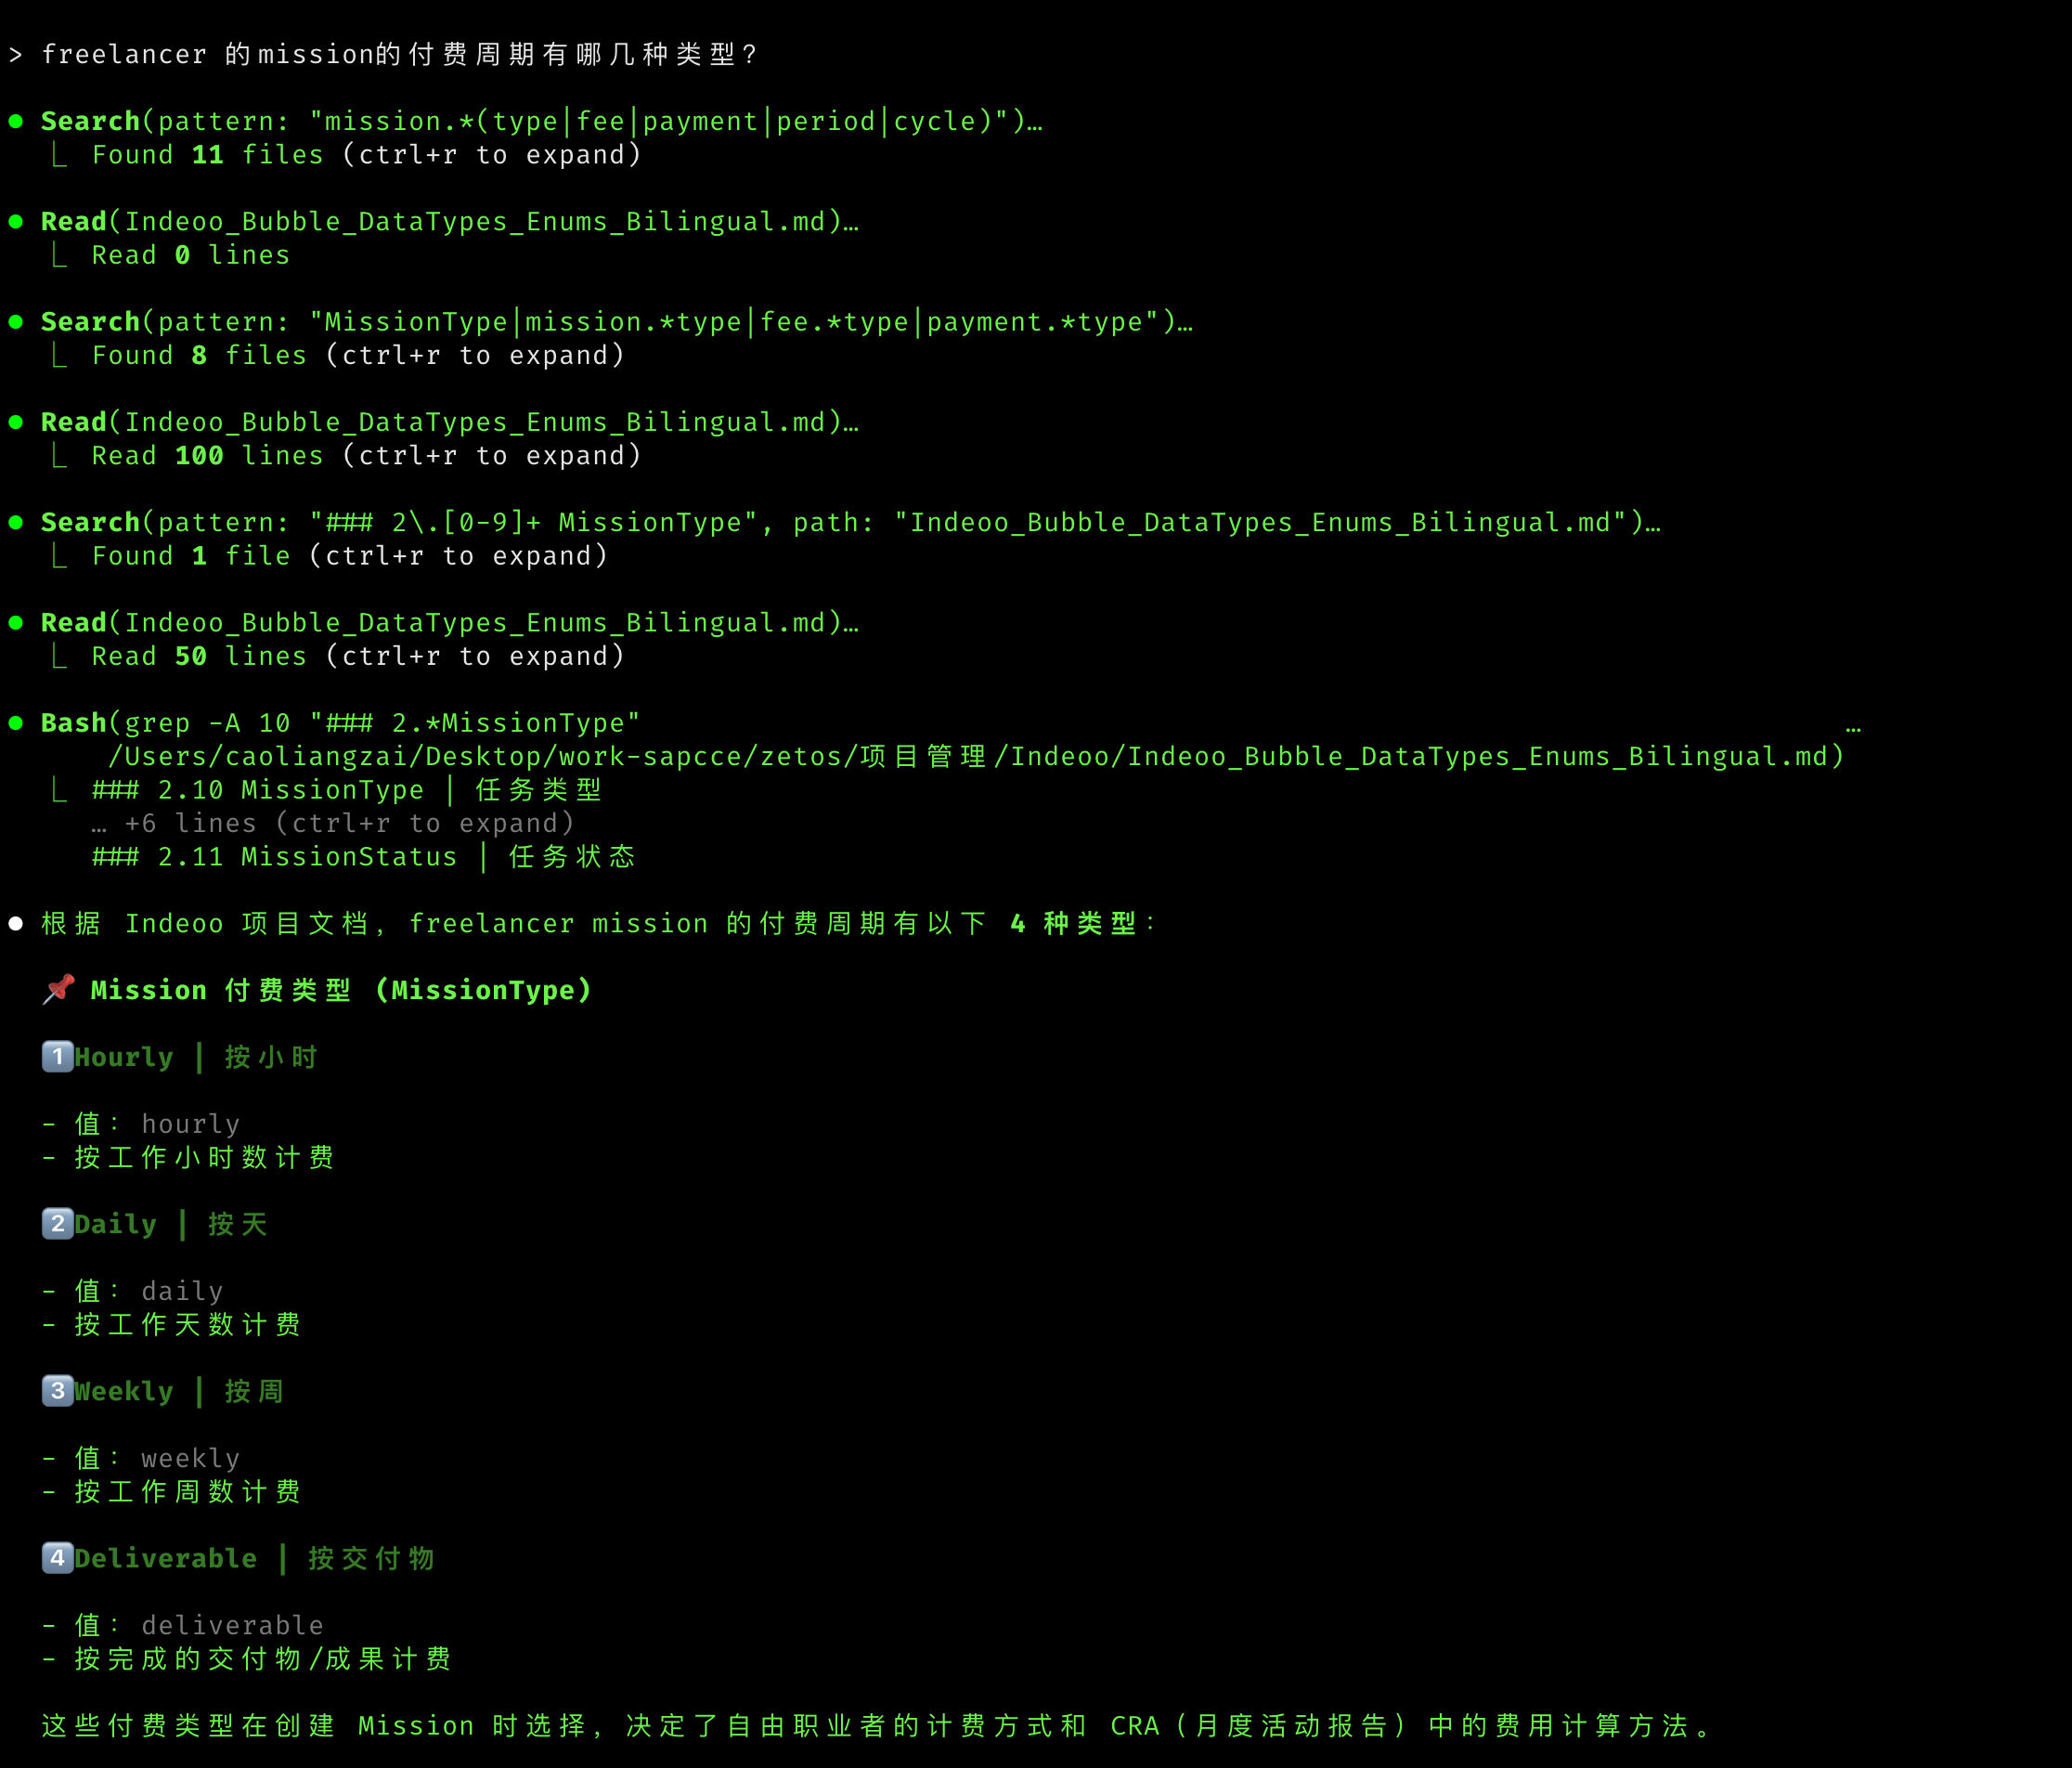 > freelancer 的mission的付费周期有哪几种类型?
● Search(pattern: "mission.*(type|fee|payment|period|cycle)")…
⎿ Found 11 files (ctrl+r to expand)
● Read(Indeoo_Bubble_DataTypes_Enums_Bilingual.md)…
⎿ Read 0 lines
● Search(pattern: "MissionType|mission.*type|fee.*type|payment.*type")…
⎿ Found 8 files (ctrl+r to expand)
● Read(Indeoo_Bubble_DataTypes_Enums_Bilingual.md)…
⎿ Read 100 lines (ctrl+r to expand)
● Search(pattern: "### 2\.[0-9]+ MissionType", path: "Indeoo_Bubble_DataTypes_Enums_Bilingual.md")…
⎿ Found 1 file (ctrl+r to expand)
● Read(Indeoo_Bubble_DataTypes_Enums_Bilingual.md)…
⎿ Read 50 lines (ctrl+r to expand)
● Bash(grep -A 10 "### 2.*MissionType" …
/Users/caoliangzai/Desktop/work-sapcce/zetos/项目管理/Indeoo/Indeoo_Bubble_DataTypes_Enums_Bilingual.md)
⎿ ### 2.10 MissionType | 任务类型
… +6 lines (ctrl+r to expand)
### 2.11 MissionStatus | 任务状态
● 根据 Indeoo 项目文档，freelancer mission 的付费周期有以下 4 种类型：
📌 Mission 付费类型 (MissionType)
1️⃣Hourly | 按小时
- 值：hourly
- 按工作小时数计费
2️⃣Daily | 按天
- 值：daily
- 按工作天数计费
3️⃣Weekly | 按周
- 值：weekly
- 按工作周数计费
4️⃣Deliverable | 按交付物
- 值：deliverable
- 按完成的交付物/成果计费
这些付费类型在创建 Mission 时选择，决定了自由职业者的计费方式和 CRA（月度活动报告）中的费用计算方法。